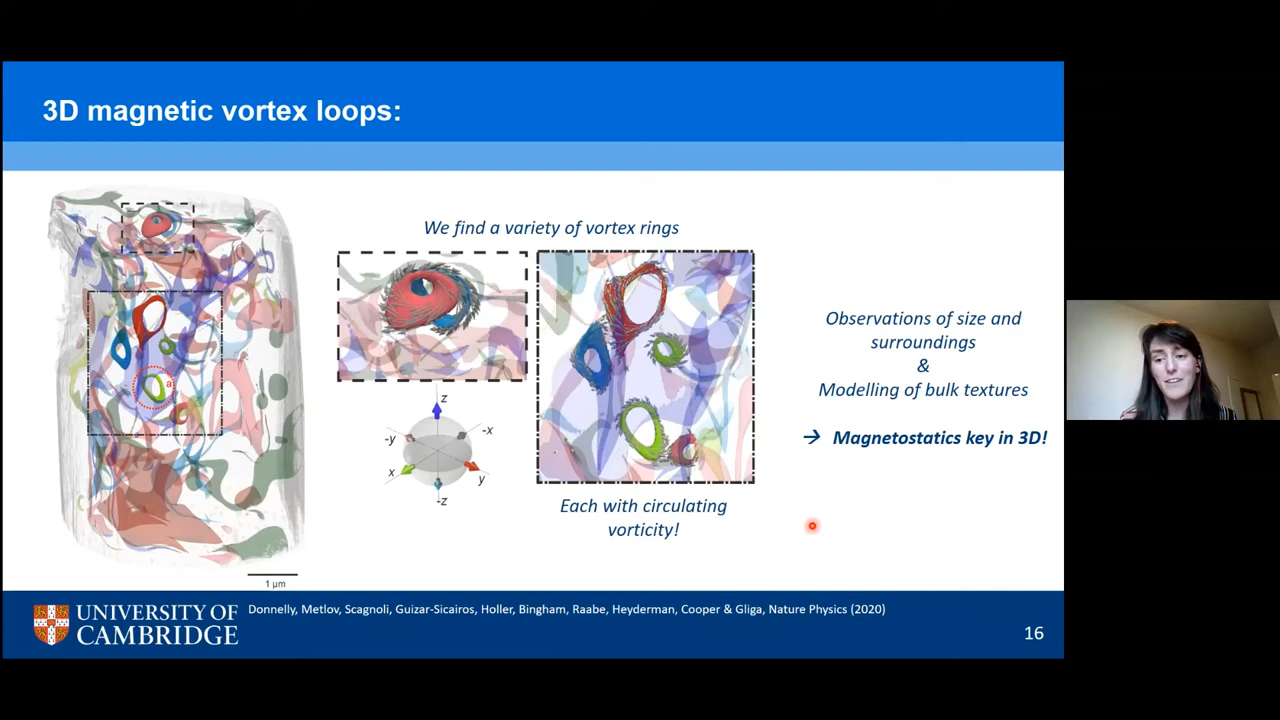 3D magnetic vortex loops:
We find a variety of vortex rings
a
z
-y
-x
x
y
-z
Each with circulating
vorticity!
Observations of size and
surroundings
&
Modelling of bulk textures
→ Magnetostatics key in 3D!
1 μm
UNIVERSITY OF
CAMBRIDGE
Donnelly, Metlov, Scagnoli, Guizar-Sicairos, Holler, Bingham, Raabe, Heyderman, Cooper & Gliga, Nature Physics (2020)
16